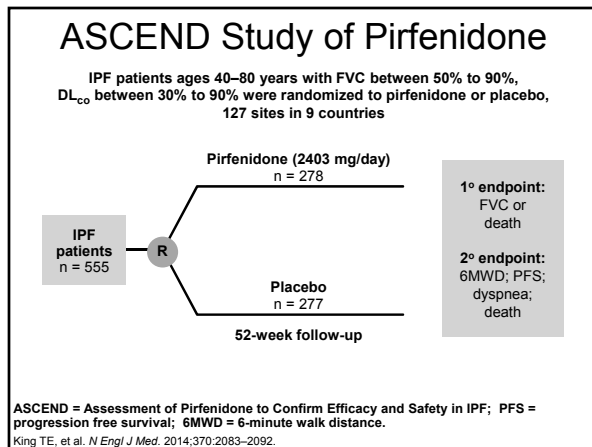 ASCEND Study of Pirfenidone
IPF patients ages 40–80 years with FVC between 50% to 90%,
DLco between 30% to 90% were randomized to pirfenidone or placebo,
127 sites in 9 countries
IPF
patients
n = 555
R
Pirfenidone (2403 mg/day)
n = 278
Placebo
n = 277
52-week follow-up
1º endpoint:
FVC or
death
2º endpoint:
6MWD; PFS;
dyspnea;
death
ASCEND = Assessment of Pirfenidone to Confirm Efficacy and Safety in IPF; PFS =
progression free survival; 6MWD = 6-minute walk distance.
King TE, et al. N Engl J Med. 2014;370:2083–2092.